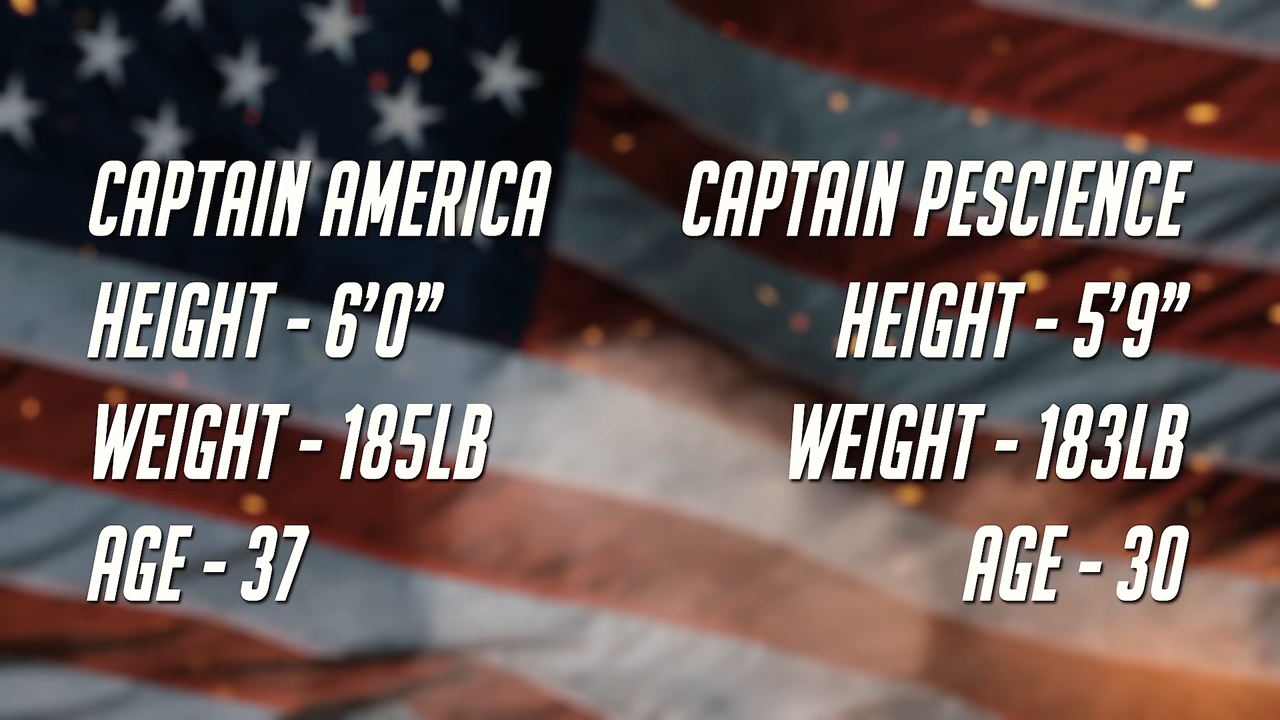 CAPTAIN AMERICA
HEIGHT - 6'0”
WEIGHT - 185LB
AGE - 37
CAPTAIN PESCIENCE
HEIGHT - 5'9”
WEIGHT - 183LB
AGE - 30